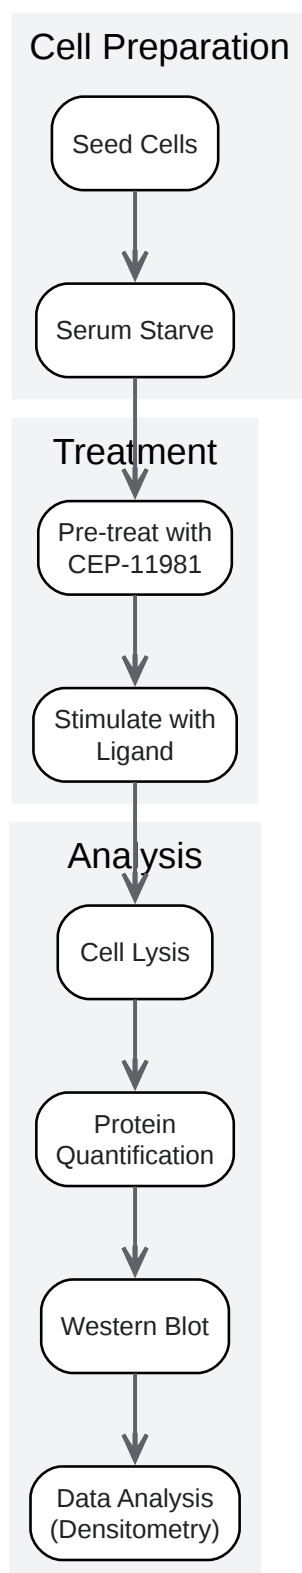 Cell Preparation
Seed Cells
Serum Starve
Treatment
Pre-treat with
CEP-11981
Stimulate with
Ligand
Analysis
Cell Lysis
Protein
Quantification
Western Blot
Data Analysis
(Densitometry)